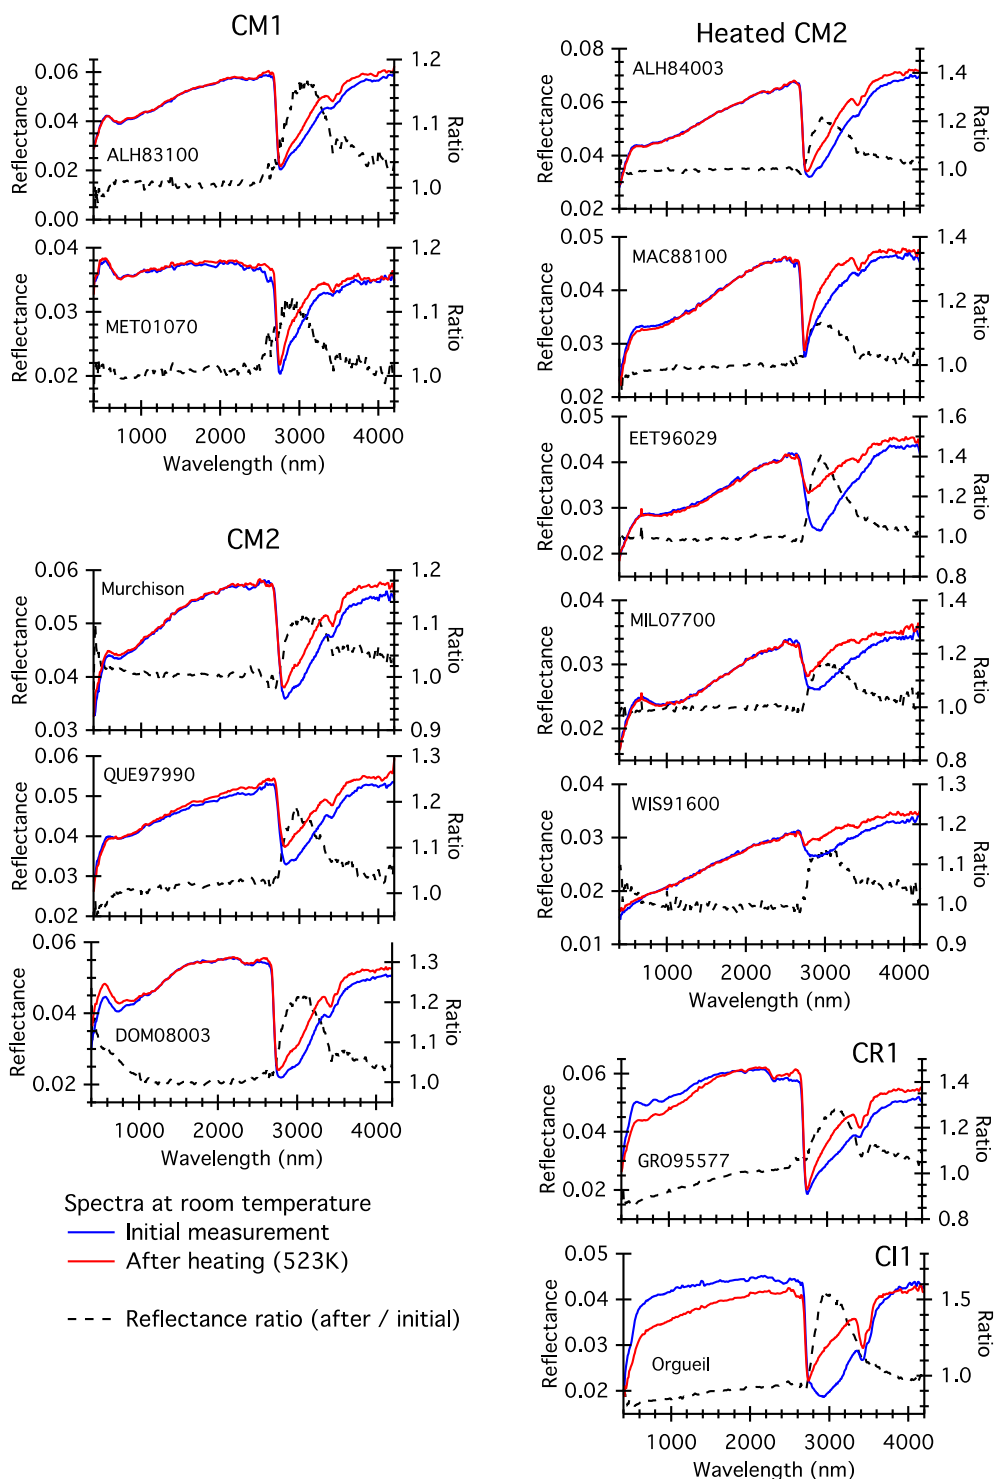 CM1
0.06
0.04
0.02
0.00
Reflectance
ALH83100
1.2
1.1
1.0
Ratio
0.04
0.03
0.02
Reflectance
MET01070
1.2
1.1
1.0
Ratio
1000 2000 3000 4000
Wavelength (nm)
CM2
0.06
0.05
0.04
0.03
Reflectance
Murchison
1.2
1.1
1.0
0.9
Ratio
0.06
0.05
0.04
0.03
0.02
Reflectance
QUE97990
1.3
1.2
1.1
1.0
Ratio
0.06
0.04
0.02
Reflectance
DOM08003
1.3
1.2
1.1
1.0
Ratio
1000 2000 3000 4000
Wavelength (nm)
Spectra at room temperature
Initial measurement
After heating (523K)
Reflectance ratio (after / initial)
Heated CM2
0.08
0.06
0.04
0.02
Reflectance
ALH84003
1.4
1.2
1.0
Ratio
0.05
0.04
0.03
0.02
Reflectance
MAC88100
1.4
1.2
1.0
Ratio
0.05
0.04
0.03
0.02
Reflectance
EET96029
1.6
1.4
1.2
1.0
0.8
Ratio
0.04
0.03
0.02
Reflectance
MIL07700
1.4
1.2
1.0
0.8
Ratio
0.03
0.02
0.01
Reflectance
WIS91600
1.3
1.2
1.1
1.0
0.9
Ratio
1000 2000 3000 4000
Wavelength (nm)
CR1
0.06
0.04
0.02
Reflectance
GRO95577
1.4
1.2
1.0
0.8
Ratio
CI1
0.05
0.04
0.03
0.02
Reflectance
Orgueil
1.5
1.0
Ratio
1000 2000 3000 4000
Wavelength (nm)